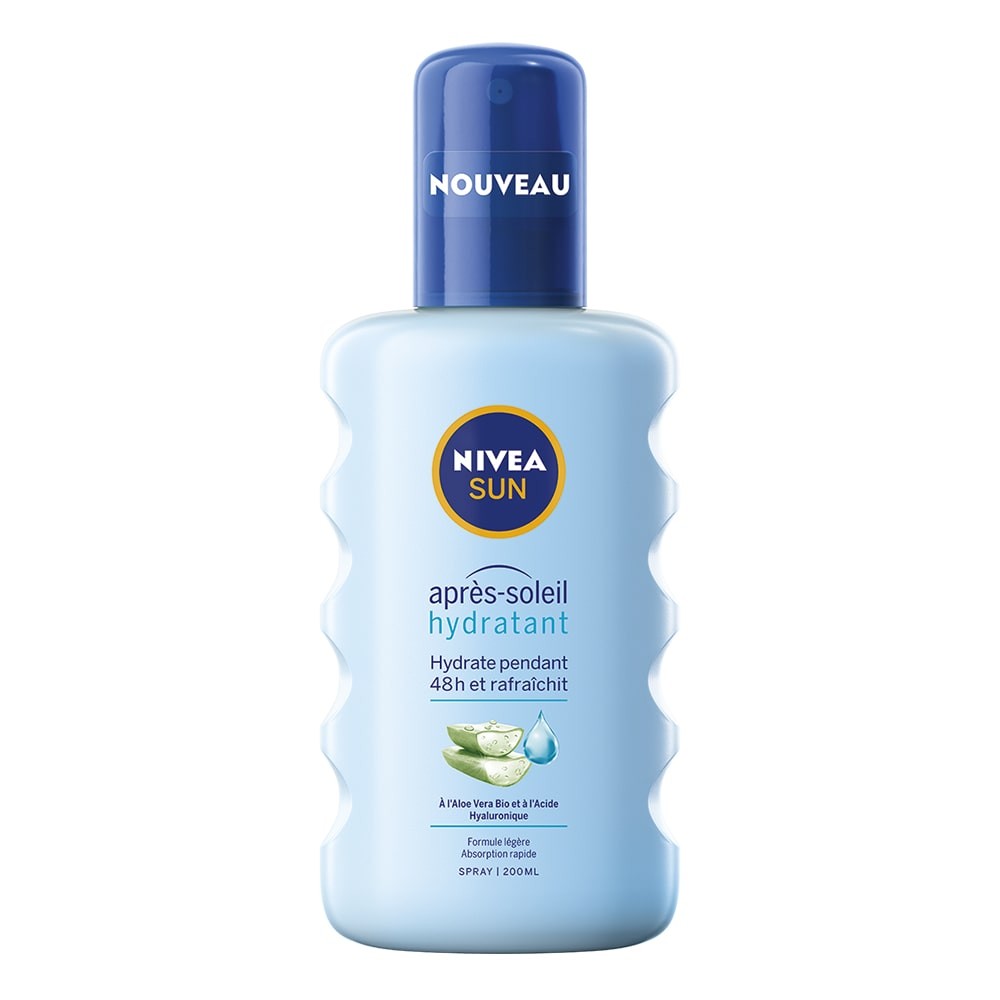 NOUVEAU
NIVEA
SUN
après-soleil
hydratant
Hydrate pendant
48h et rafraîchit
À l'Aloe Vera Bio et à l'Acide
Hyaluronique
Formule légère
Absorption rapide
SPRAY | 200ML